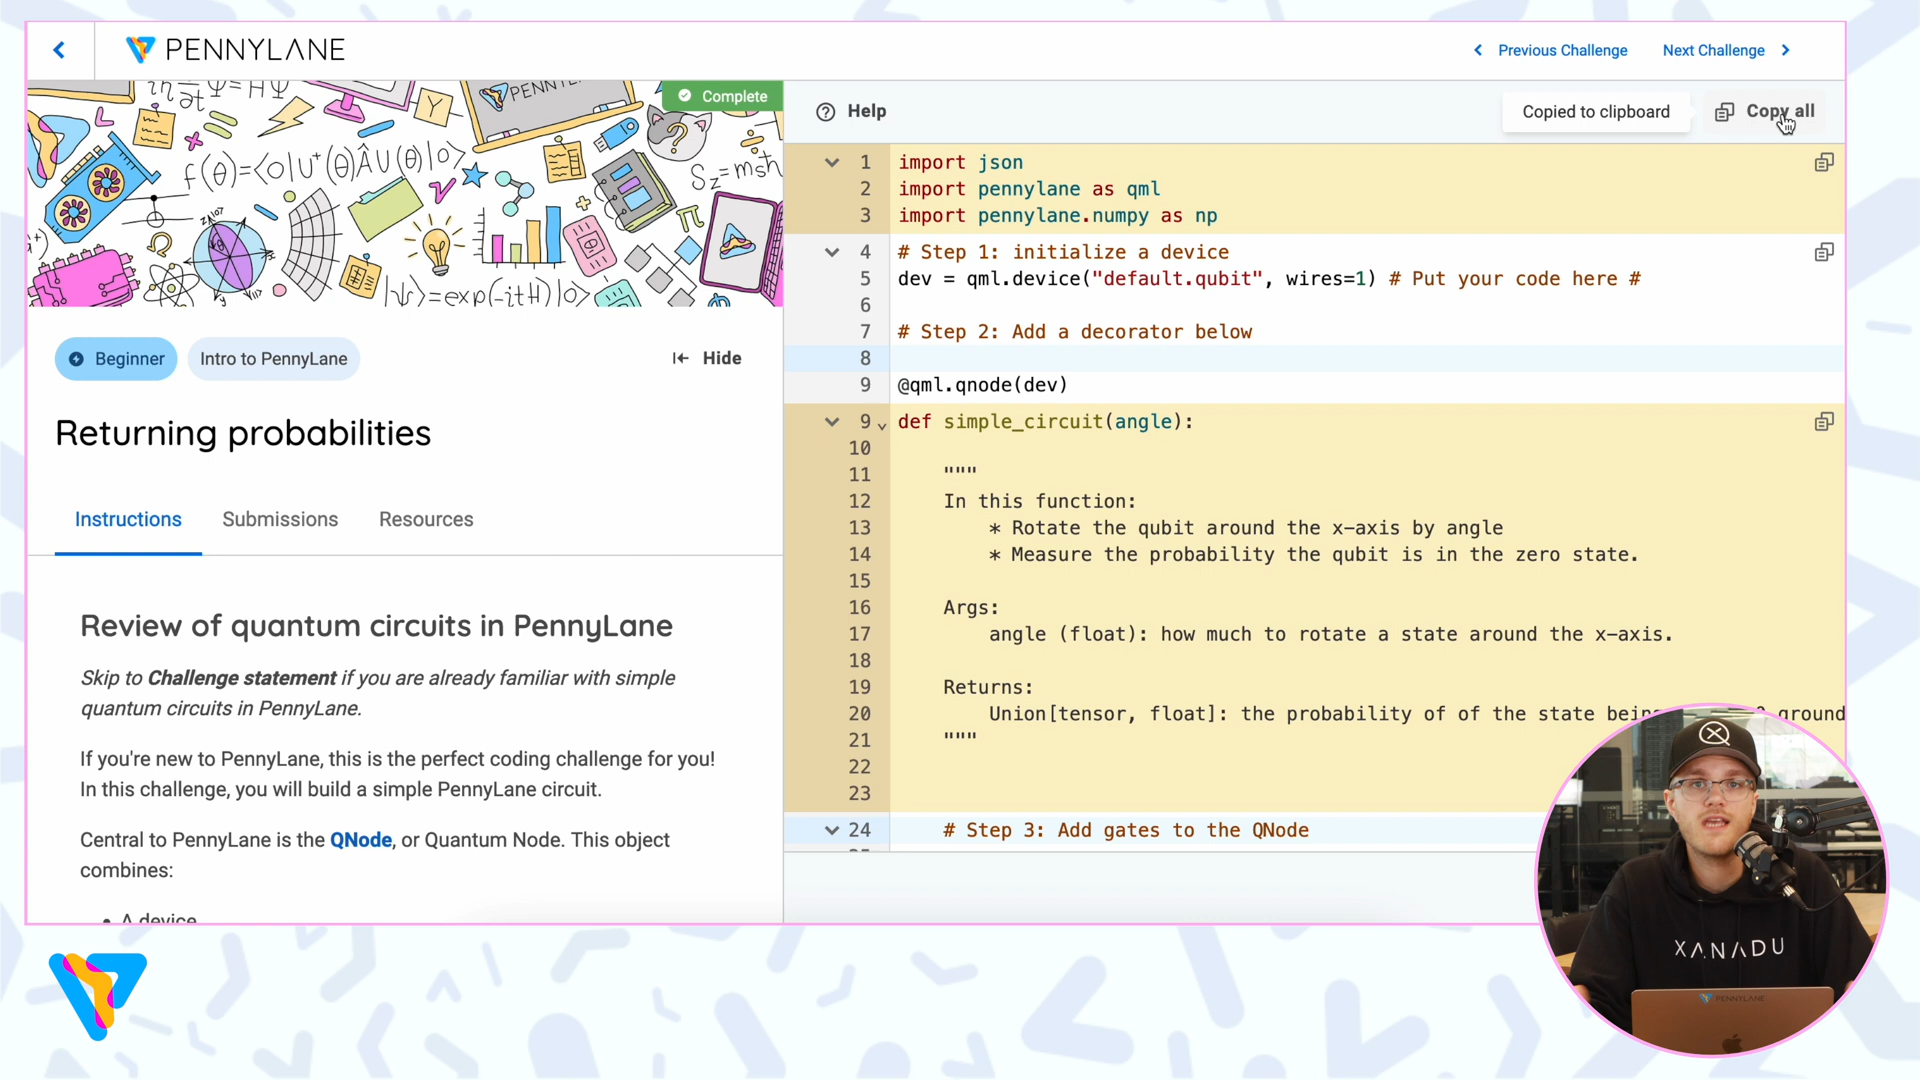 PENNYLANE
Previous Challenge
Next Challenge
Complete
f(θ)=<0|U⁺(θ)ÂU(θ)|0>
Help
Copied to clipboard
Copy all
1 import json
2 import pennylane as qml
3 import pennylane.numpy as np
4 # Step 1: initialize a device
5 dev = qml.device("default.qubit", wires=1) # Put your code here #
6
7 # Step 2: Add a decorator below
8
9 @qml.qnode(dev)
9 def simple_circuit(angle):
10
11 """
12 In this function:
13 * Rotate the qubit around the x-axis by angle
14 * Measure the probability the qubit is in the zero state.
15
16 Args:
17 angle (float): how much to rotate a state around the x-axis.
18
19 Returns:
20 Union[tensor, float]: the probability of of the state ground
21 """
22
23
24 # Step 3: Add gates to the QNode
Beginner
Intro to PennyLane
Hide
Returning probabilities
Instructions
Submissions
Resources
Review of quantum circuits in PennyLane
Skip to Challenge statement if you are already familiar with simple
quantum circuits in PennyLane.
If you're new to PennyLane, this is the perfect coding challenge for you!
In this challenge, you will build a simple PennyLane circuit.
Central to PennyLane is the QNode, or Quantum Node. This object
combines:
• A device
XANADU
PENNYLANE